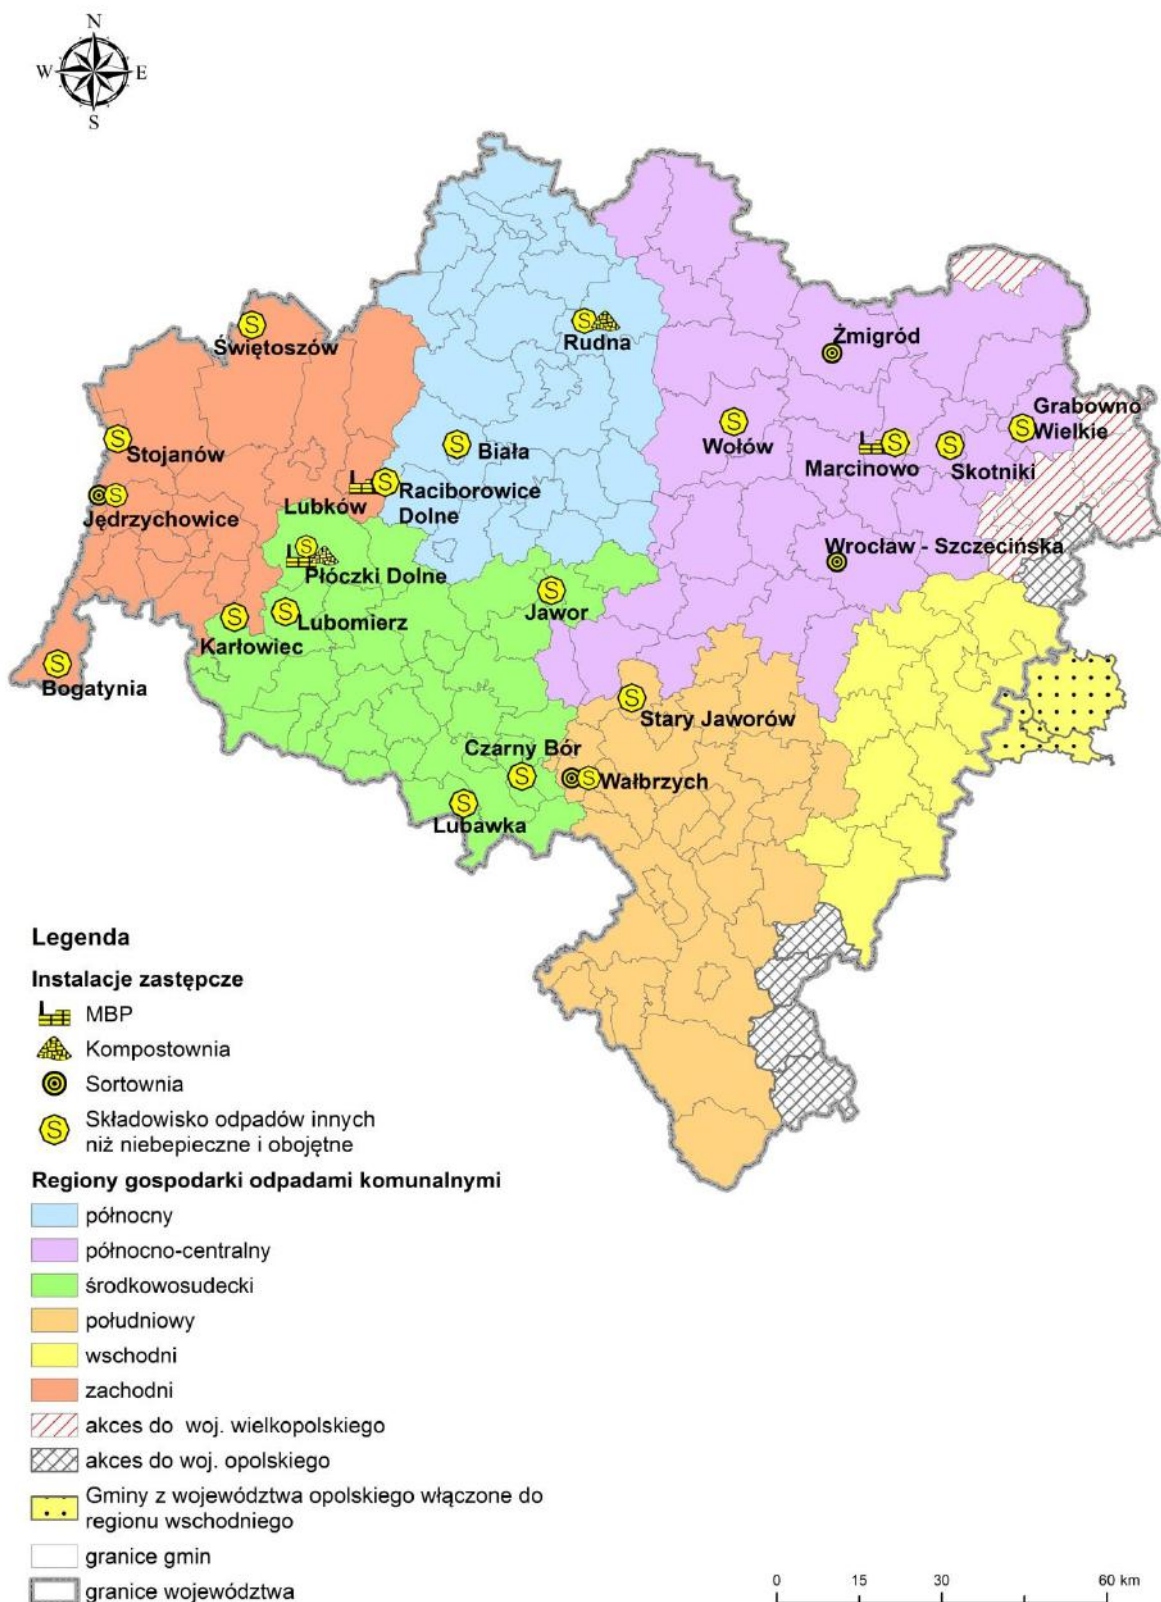 N
W E
S
Świętoszów
Rudna
Żmigród
Stojanów
Biała
Wołów
Grabowno
Wielkie
Marcinowo
Skotniki
Jędrzychowice
Lubków
Raciborowice
Dolne
Płóczki Dolne
Wrocław - Szczecińska
Jawor
Lubomierz
Karłowiec
Bogatynia
Stary Jaworów
Czarny Bór
Wałbrzych
Lubawka
Legenda
Instalacje zastępcze
MBP
Kompostownia
Sortownia
S Składowisko odpadów innych
niż niebepieczne i obojętne
Regiony gospodarki odpadami komunalnymi
północny
północno-centralny
środkowosudecki
południowy
wschodni
zachodni
akces do woj. wielkopolskiego
akces do woj. opolskiego
Gminy z województwa opolskiego włączone do
regionu wschodniego
granice gmin
granice województwa
0 15 30 60 km